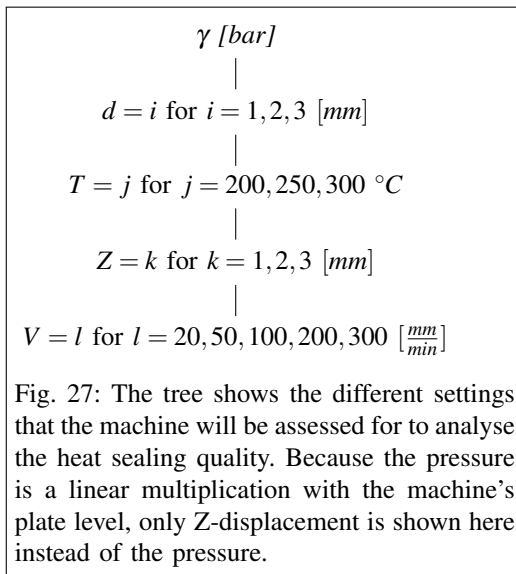 γ [bar]
d = i for i = 1,2,3 [mm]
T = j for j = 200,250,300 °C
Z = k for k = 1,2,3 [mm]
V = l for l = 20,50,100,200,300 [mm/min]
Fig. 27: The tree shows the different settings
that the machine will be assessed for to analyse
the heat sealing quality. Because the pressure
is a linear multiplication with the machine's
plate level, only Z-displacement is shown here
instead of the pressure.